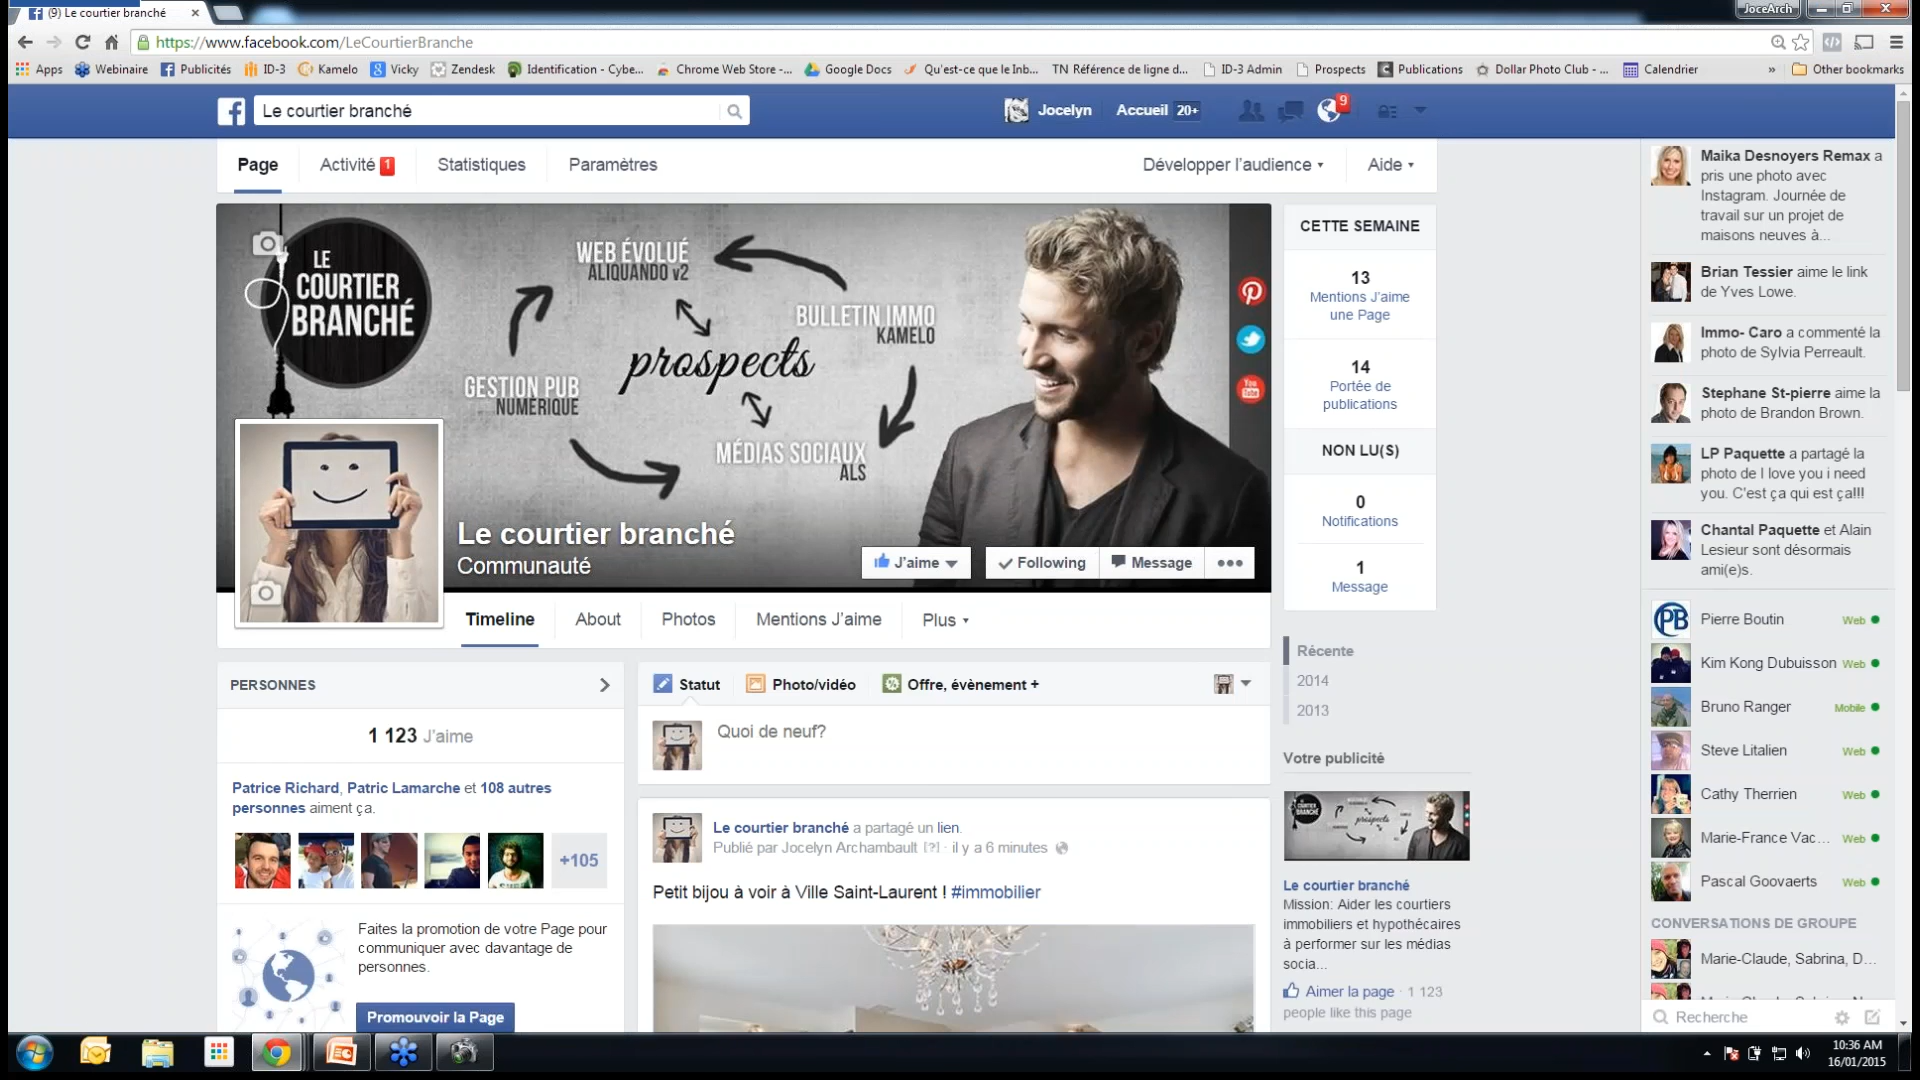 (9) Le courtier branché
JoceArch
https://www.facebook.com/LeCourtierBranche
Apps Webinaire Publicités ID-3 Kamelo Vicky Zendesk Identification - Cybe... Chrome Web Store -... Google Docs Qu'est-ce que le Inb... TN Référence de ligne d... ID-3 Admin Prospects Publications Dollar Photo Club - ... Calendrier » Other bookmarks
Le courtier branché
Jocelyn Accueil 20+ 9
Page Activité 1 Statistiques Paramètres Développer l'audience Aide
LE
COURTIER
BRANCHÉ
WEB ÉVOLUÉ
ALIQUANDO v2
BULLETIN IMMO
KAMELO
prospects
GESTION PUB
NUMERIQUE
MÉDIAS SOCIAUX
ALS
You
Tube
Le courtier branché
Communauté
J'aime Following Message
Timeline About Photos Mentions J'aime Plus
CETTE SEMAINE
13
Mentions J'aime
une Page
14
Portée de
publications
NON LU(S)
0
Notifications
1
Message
Récente
2014
2013
PERSONNES
1 123 J'aime
Patrice Richard, Patric Lamarche et 108 autres
personnes aiment ça.
+105
Faites la promotion de votre Page pour
communiquer avec davantage de
personnes.
Promouvoir la Page
Statut Photo/vidéo Offre, évènement +
Quoi de neuf?
Le courtier branché a partagé un lien.
Publié par Jocelyn Archambault [?] · il y a 6 minutes
Petit bijou à voir à Ville Saint-Laurent ! #immobilier
Votre publicité
Le courtier branché
Mission: Aider les courtiers
immobiliers et hypothécaires
à performer sur les médias
socia...
Aimer la page · 1 123
people like this page
Maika Desnoyers Remax a
pris une photo avec
Instagram. Journée de
travail sur un projet de
maisons neuves à...
Brian Tessier aime le link
de Yves Lowe.
Immo- Caro a commenté la
photo de Sylvia Perreault.
Stephane St-pierre aime la
photo de Brandon Brown.
LP Paquette a partagé la
photo de I love you i need
you. C'est ça qui est ça!!!
Chantal Paquette et Alain
Lesieur sont désormais
ami(e)s.
PB
Pierre Boutin Web
Kim Kong Dubuisson Web
Bruno Ranger Mobile
Steve Litalien Web
Cathy Therrien Web
Marie-France Vac... Web
Pascal Goovaerts Web
CONVERSATIONS DE GROUPE
Marie-Claude, Sabrina, D...
Recherche
10:36 AM
16/01/2015